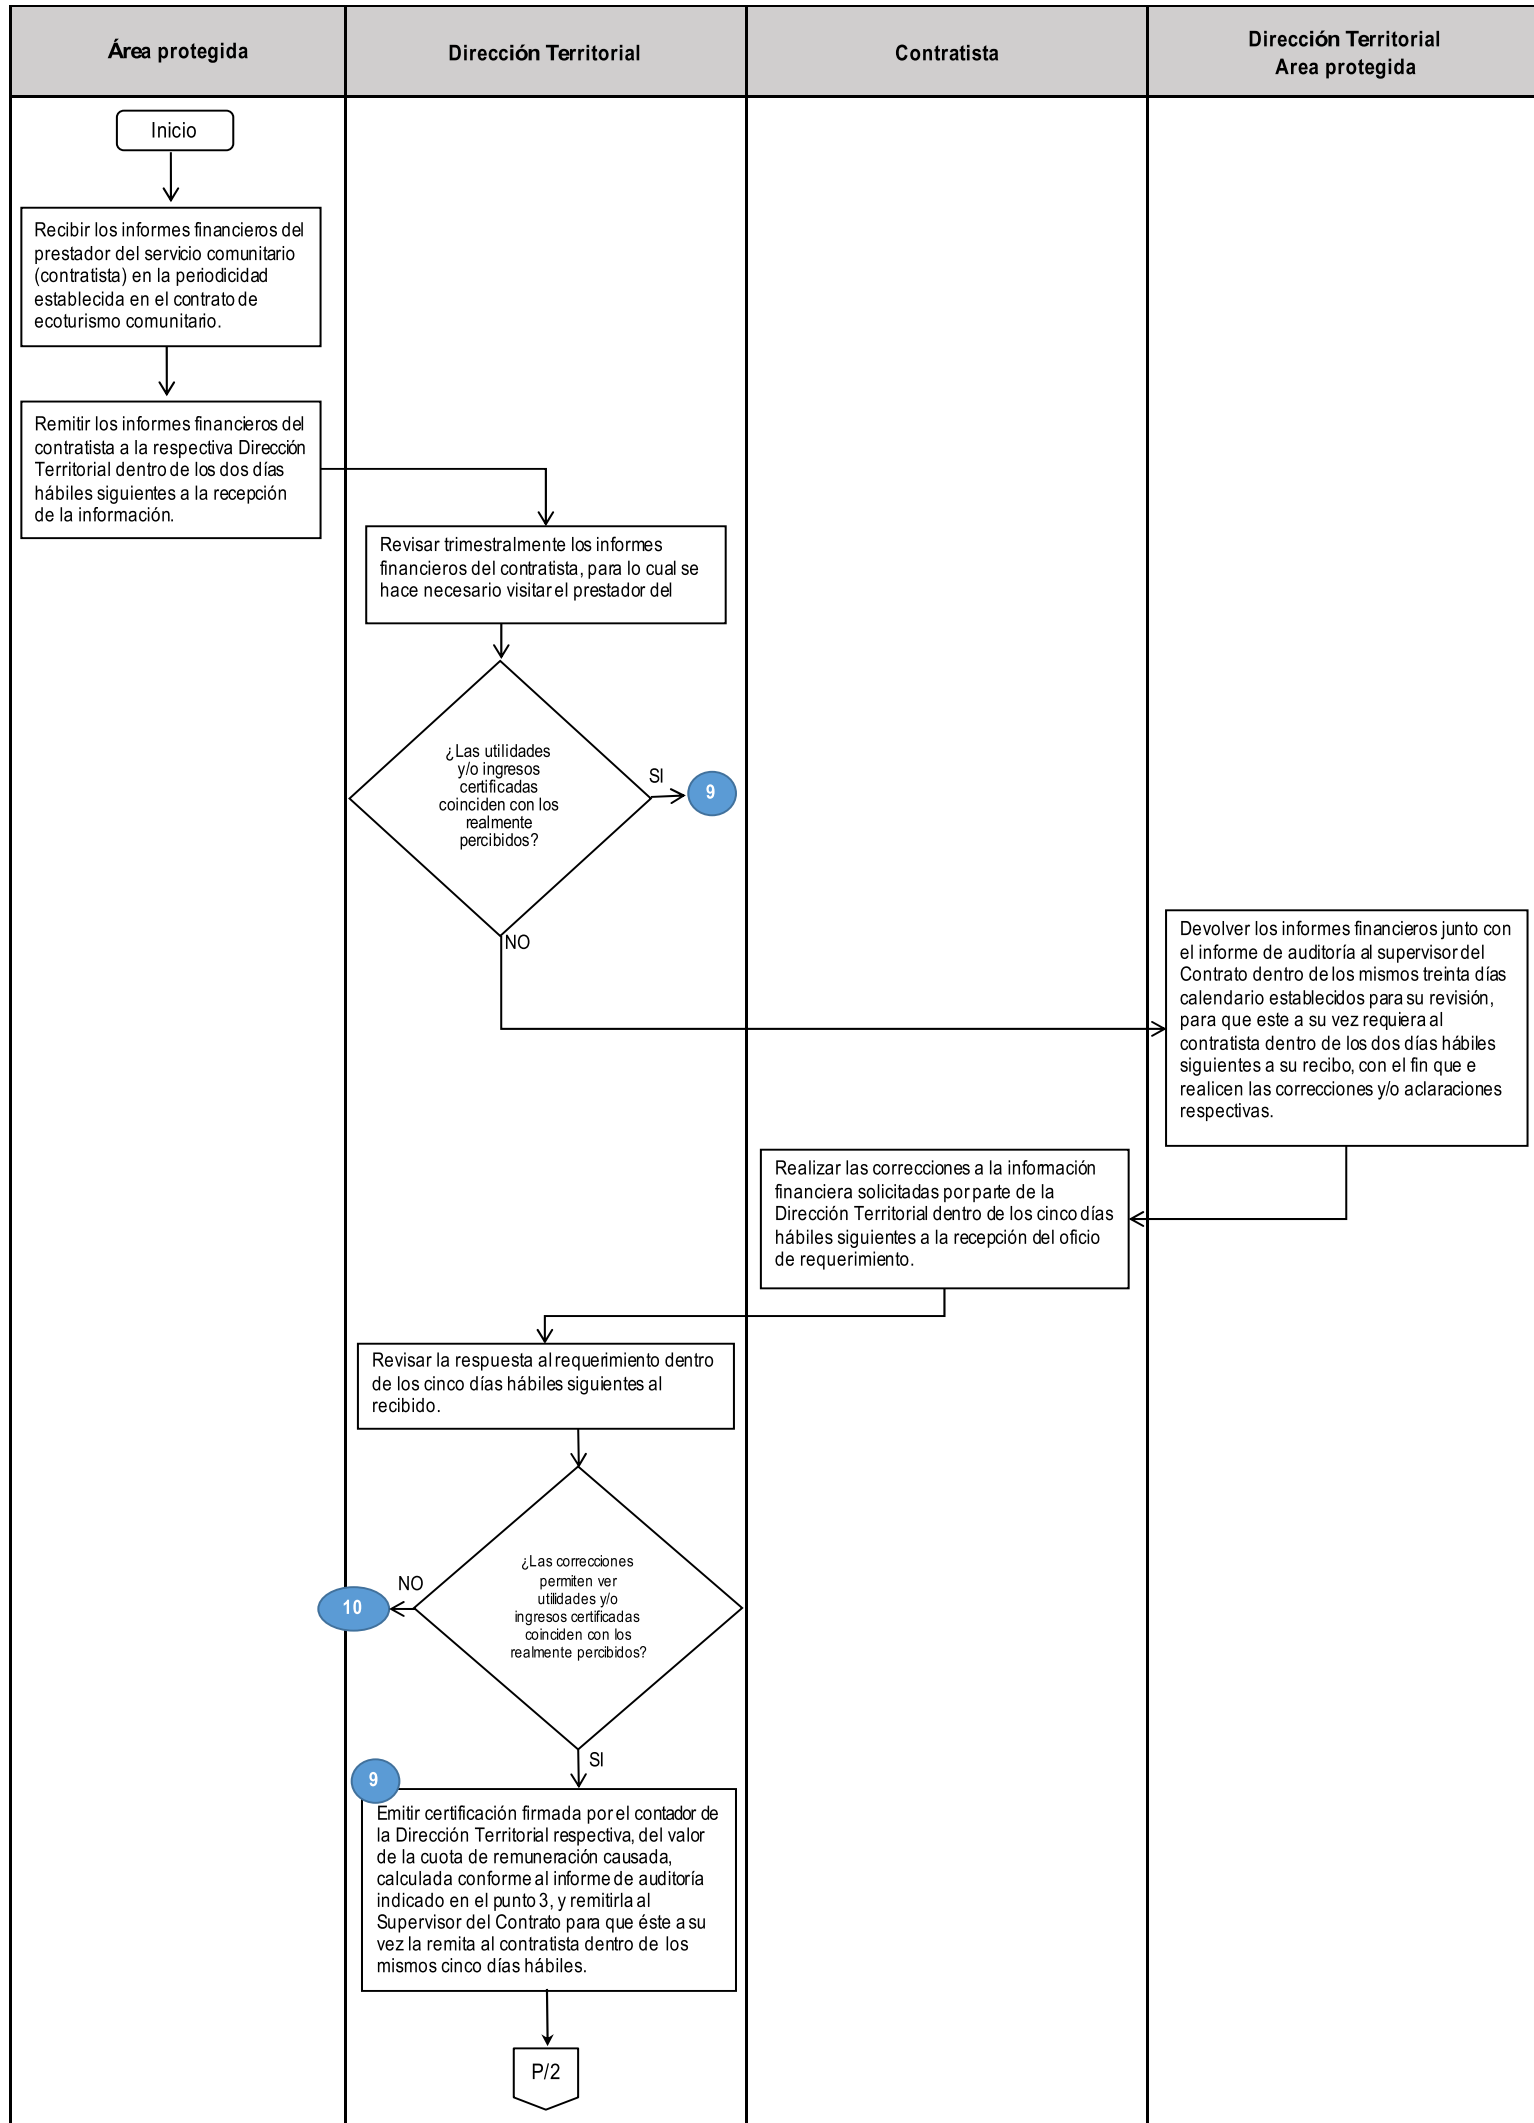 Área protegida
Dirección Territorial
Contratista
Dirección Territorial
Area protegida
Inicio
Recibir los informes financieros del
prestador del servicio comunitario
(contratista) en la periodicidad
establecida en el contrato de
ecoturismo comunitario.
Remitir los informes financieros del
contratista a la respectiva Dirección
Territorial dentro de los dos días
hábiles siguientes a la recepción
de la información.
Revisar trimestralmente los informes
financieros del contratista, para lo cual se
hace necesario visitar el prestador del
¿Las utilidades
y/o ingresos
certificadas
coinciden con los
realmente
percibidos?
SI
9
NO
Devolver los informes financieros junto con
el informe de auditoría al supervisor del
Contrato dentro de los mismos treinta días
calendario establecidos para su revisión,
para que este a su vez requiera al
contratista dentro de los dos días hábiles
siguientes a su recibo, con el fin que e
realicen las correcciones y/o aclaraciones
respectivas.
Realizar las correcciones a la información
financiera solicitadas por parte de la
Dirección Territorial dentro de los cinco días
hábiles siguientes a la recepción del oficio
de requerimiento.
Revisar la respuesta al requerimiento dentro
de los cinco días hábiles siguientes al
recibido.
¿Las correcciones
permiten ver
utilidades y/o
ingresos certificadas
coinciden con los
realmente percibidos?
NO
10
SI
9
Emitir certificación firmada por el contador de
la Dirección Territorial respectiva, del valor
de la cuota de remuneración causada,
calculada conforme al informe de auditoría
indicado en el punto 3, y remitirla al
Supervisor del Contrato para que éste a su
vez la remita al contratista dentro de los
mismos cinco días hábiles.
P/2